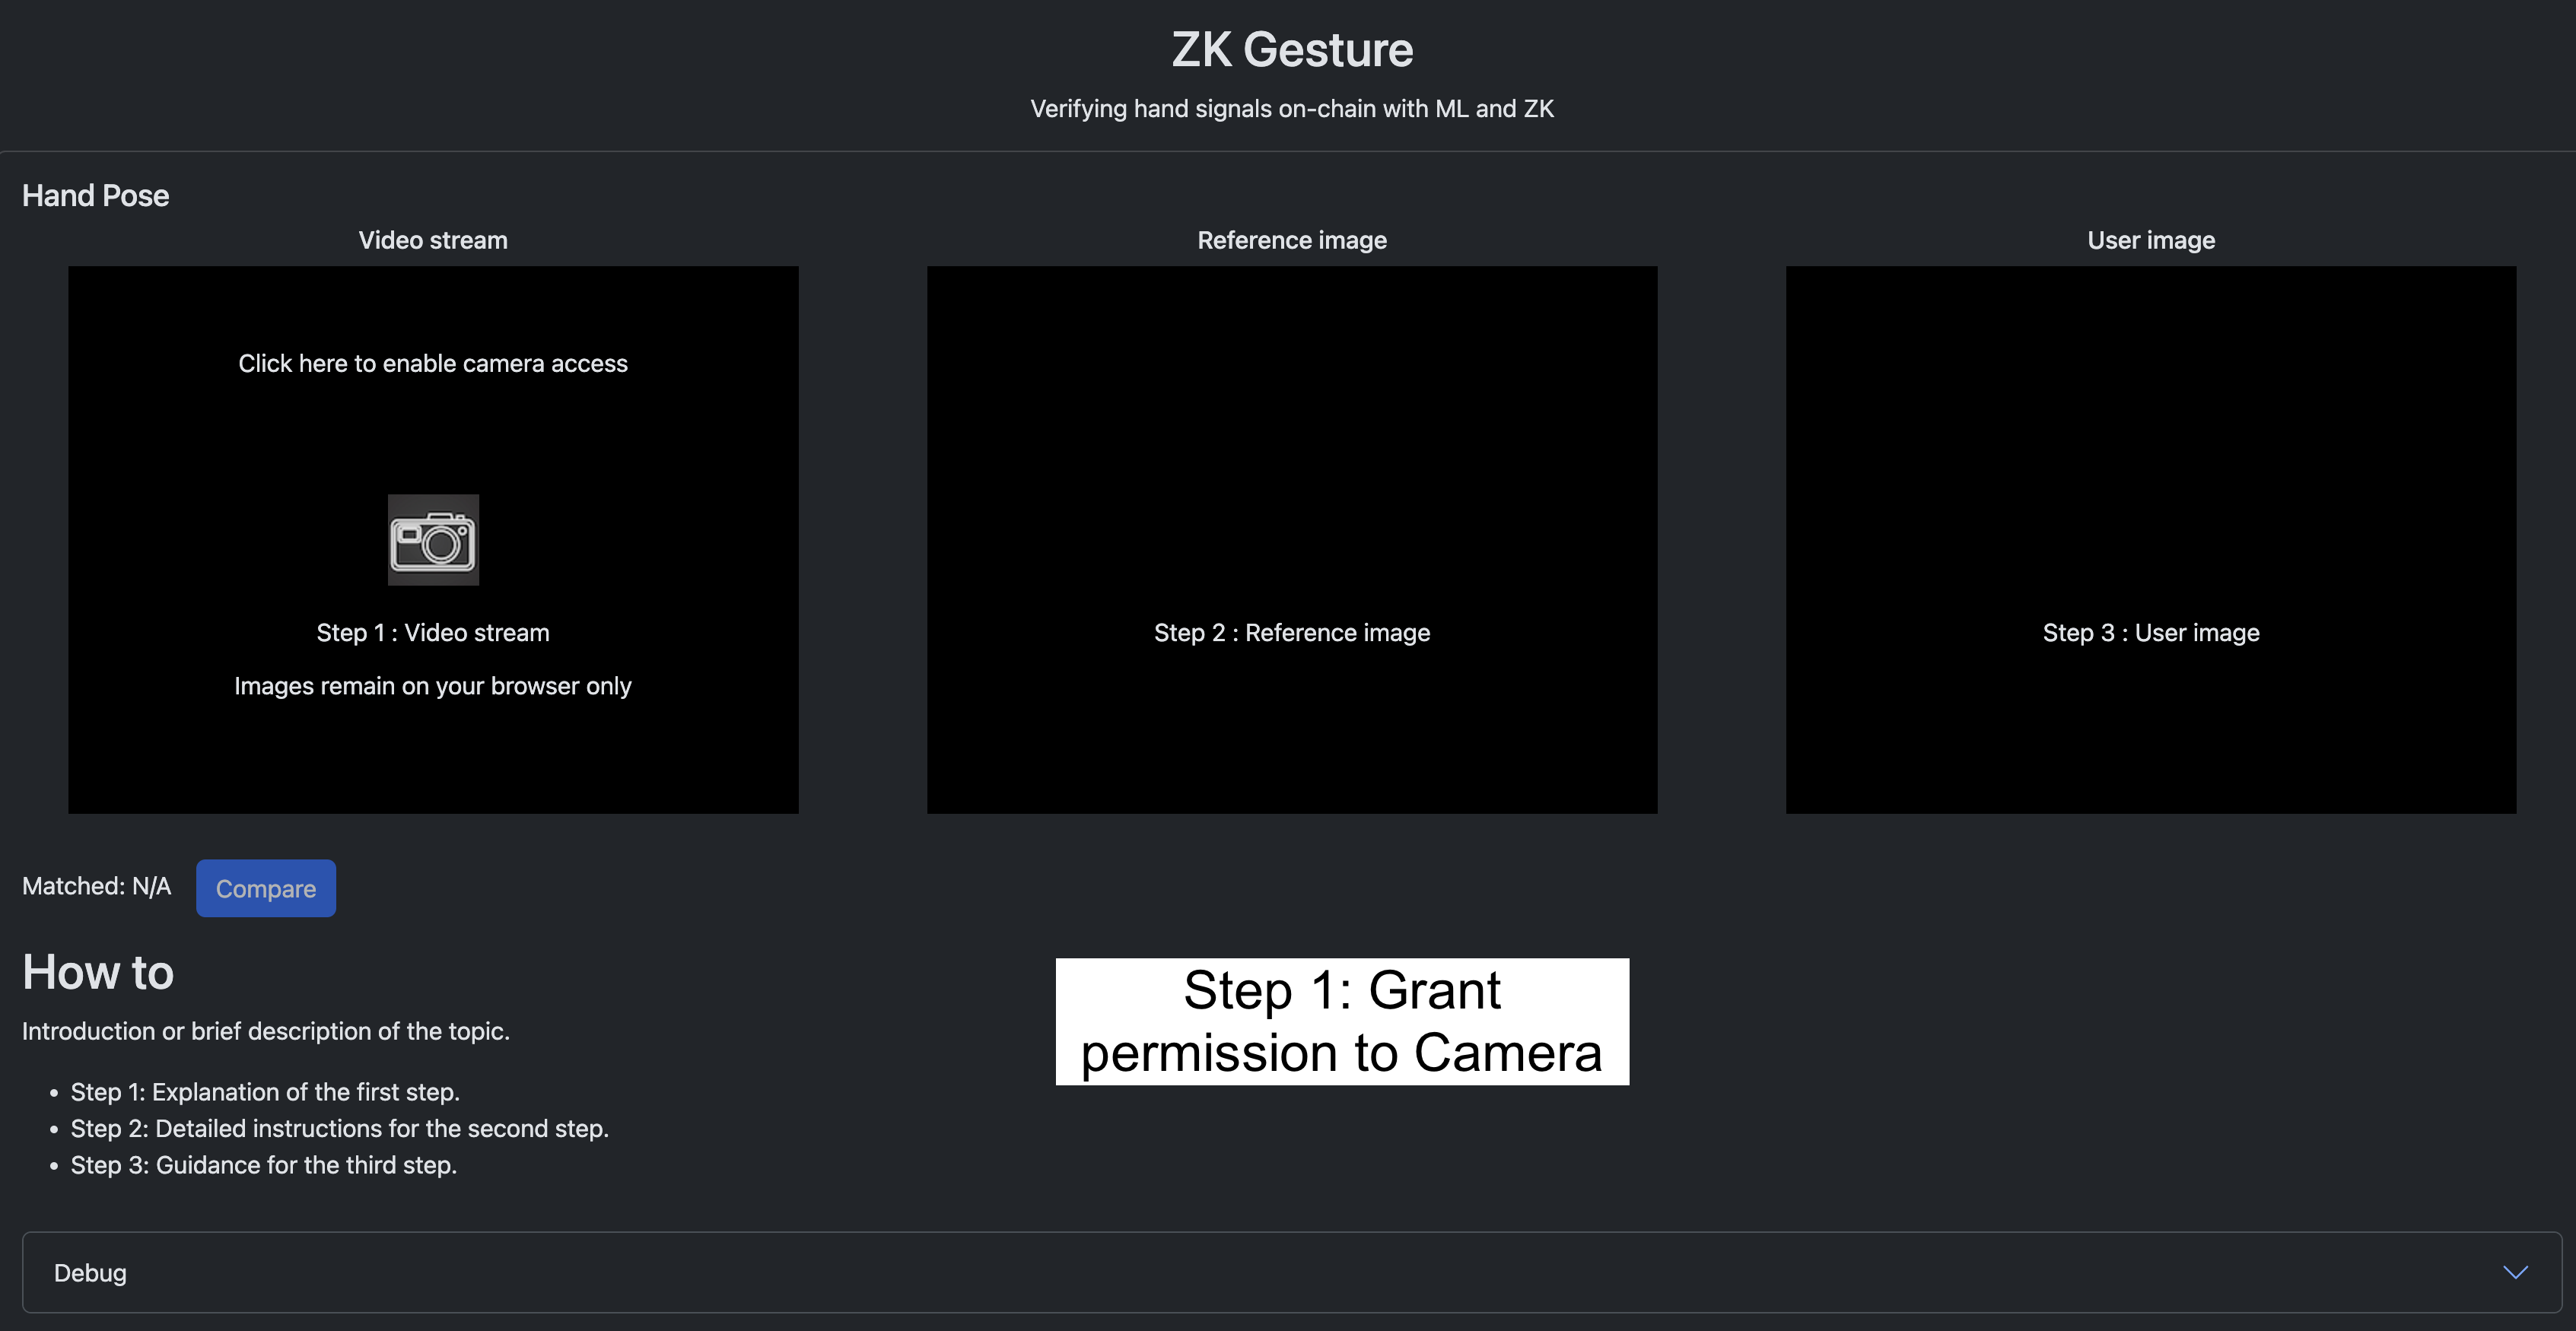 ZK Gesture
Verifying hand signals on-chain with ML and ZK
Hand Pose
Video stream
Reference image
User image
Click here to enable camera access
Step 1 : Video stream
Images remain on your browser only
Step 2 : Reference image
Step 3 : User image
Matched: N/A
Compare
How to
Introduction or brief description of the topic.
• Step 1: Explanation of the first step.
• Step 2: Detailed instructions for the second step.
• Step 3: Guidance for the third step.
Step 1: Grant
permission to Camera
Debug